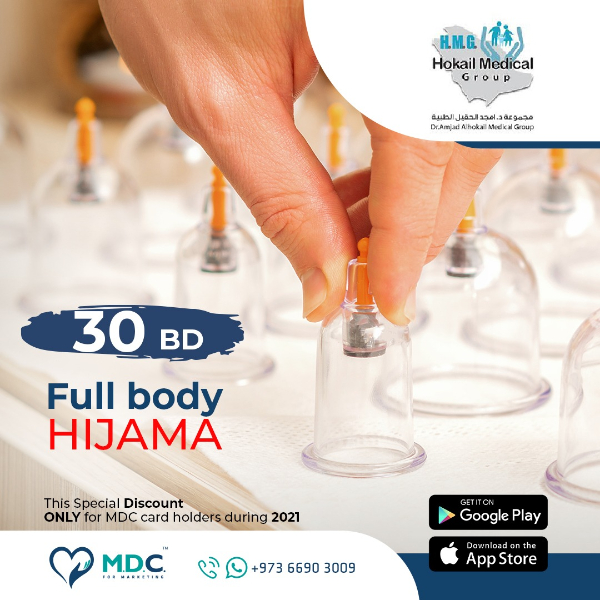 H.M.G.
Hokail Medical
Group
مجموعة د. امجد الحقيل الطبية
Dr.Amjad Alhokail Medical Group
30 BD
Full body
HIJAMA
This Special Discount
ONLY for MDC card holders during 2021
GET IT ON
Google Play
Download on the
App Store
M.D.C.™
FOR MARKETING
+973 6690 3009